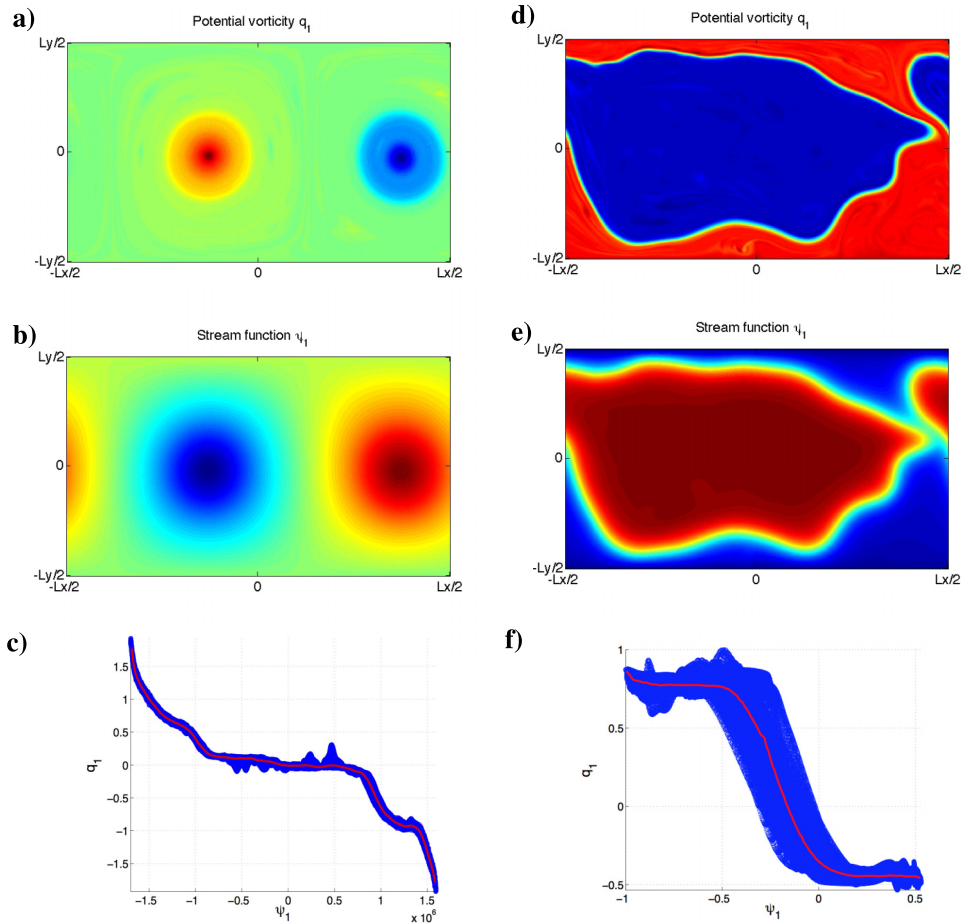 a)
Potential vorticity q₁
Ly/2
0
-Ly/2
-Lx/2
0
Lx/2
b)
Stream function ψ₁
Ly/2
0
-Ly/2
-Lx/2
0
Lx/2
c)
1.5
1
0.5
0
−0.5
−1
−1.5
q₁
−1.5
−1
−0.5
0
0.5
1
1.5
ψ₁
x 10⁶
d)
Potential vorticity q₁
Ly/2
0
-Ly/2
-Lx/2
0
Lx/2
e)
Stream function ψ₁
Ly/2
0
-Ly/2
-Lx/2
0
Lx/2
f)
1
0.5
0
−0.5
q₁
−1
−0.5
0
0.5
ψ₁